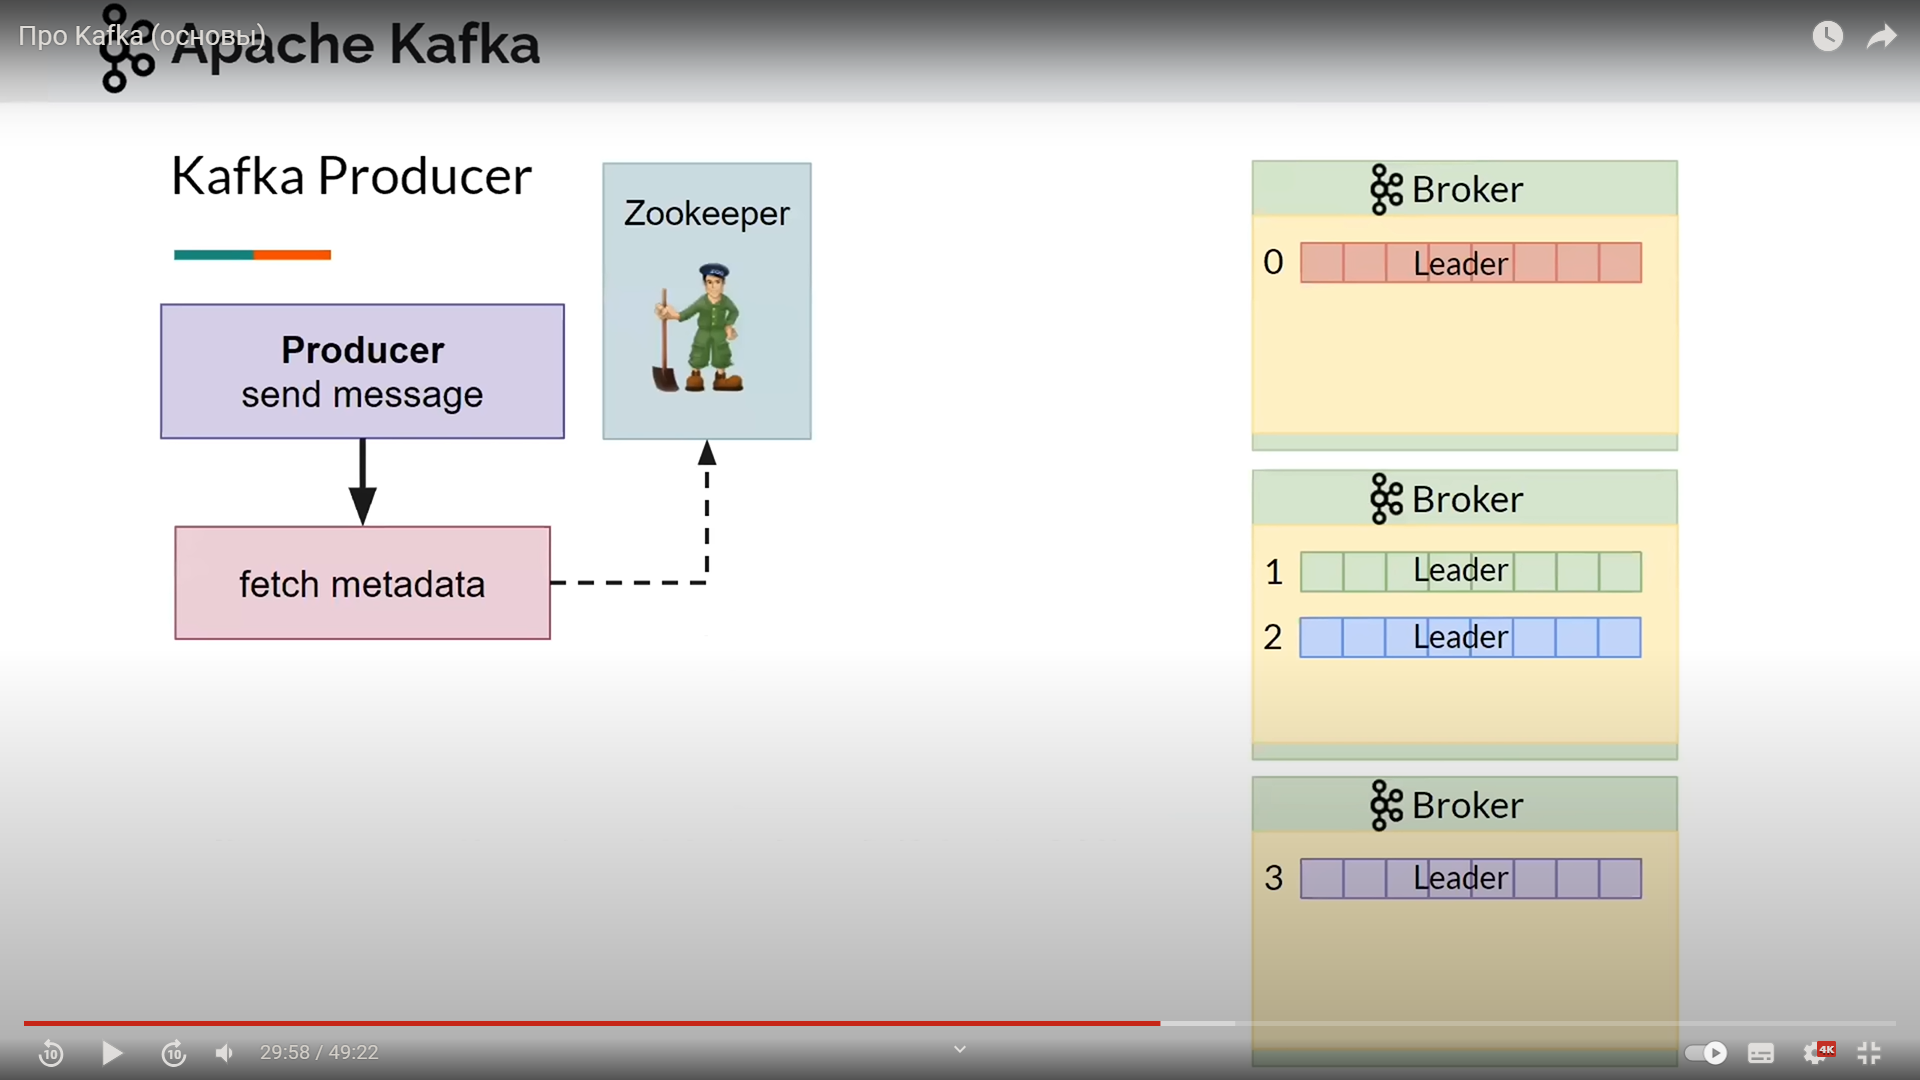 Про Kafka (основы)
Apache Kafka
Kafka Producer
Zookeeper
ZOO
Producer
send message
fetch metadata
Broker
0 Leader
Broker
1 Leader
2 Leader
Broker
3 Leader
10
10
29:58 / 49:22
4K